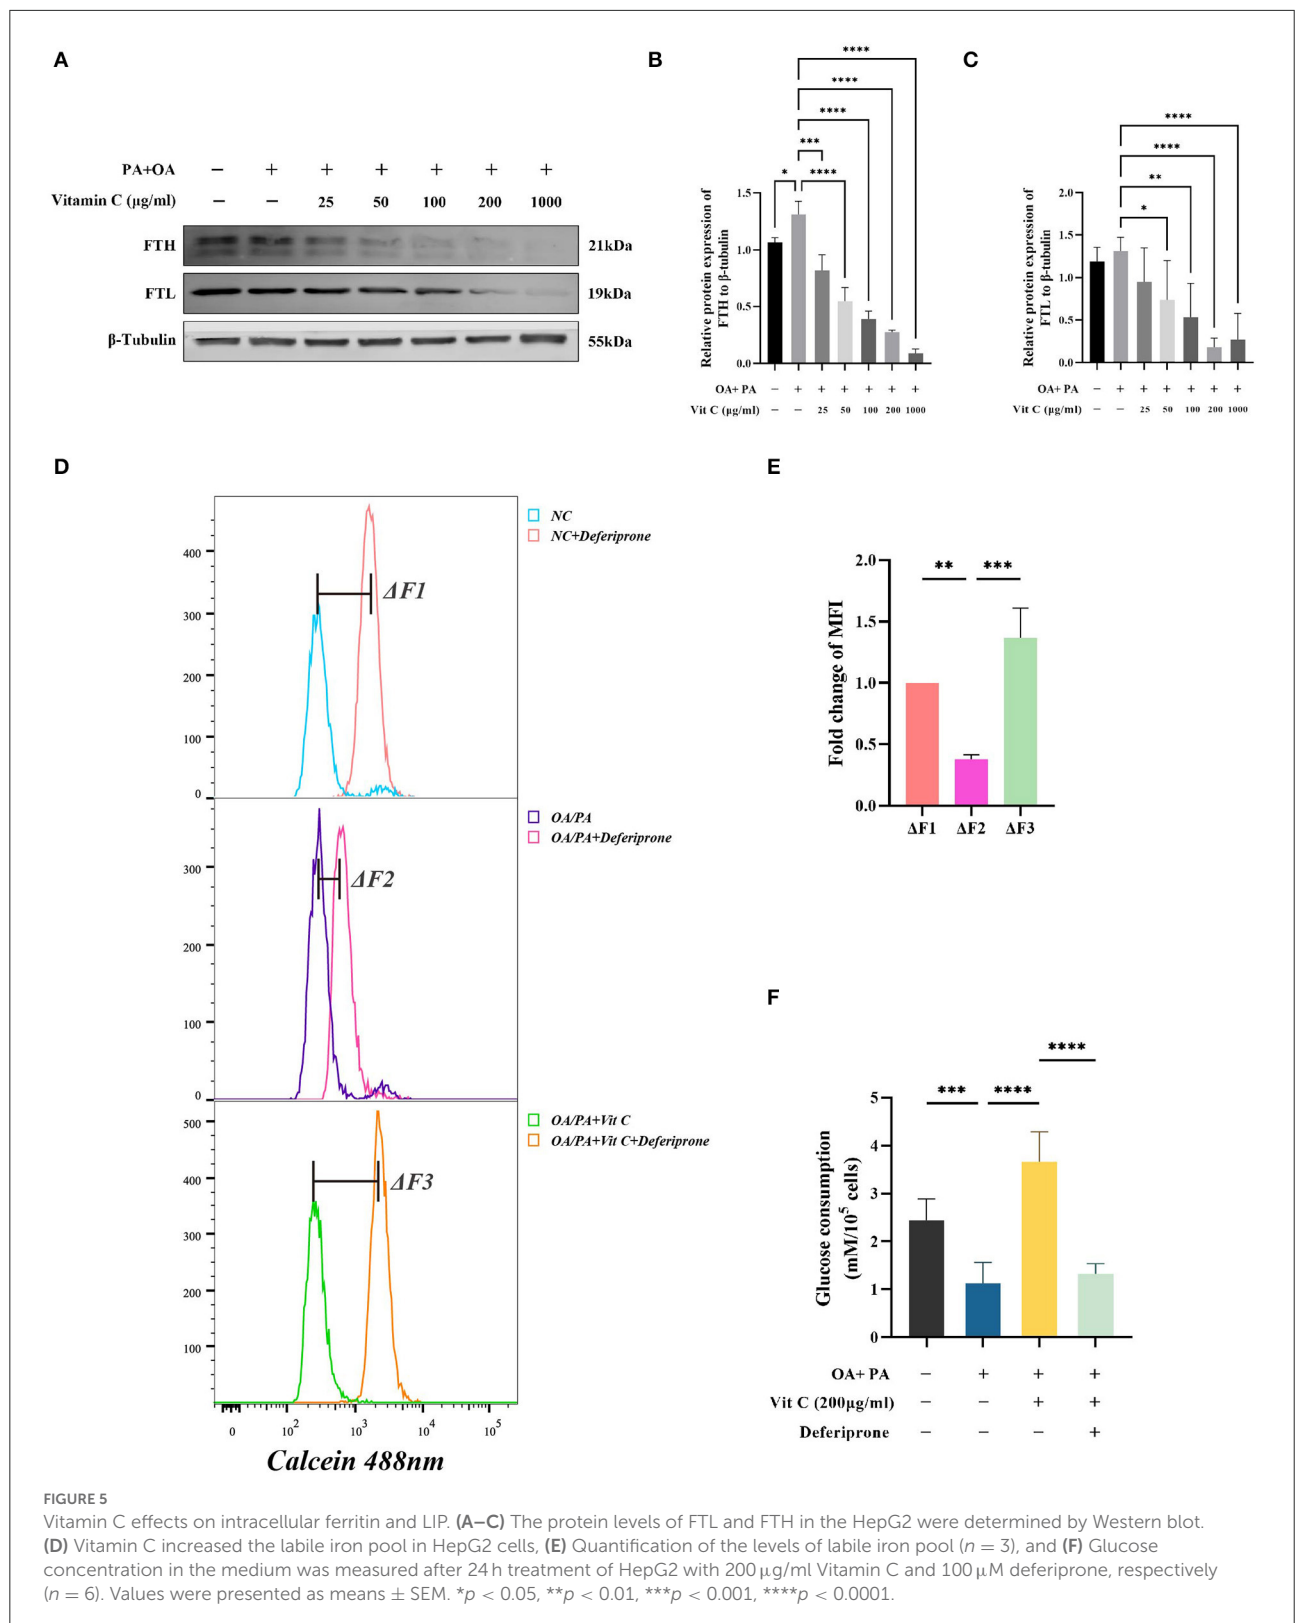 A
PA+OA − + + + + + +
Vitamin C (μg/ml) − − 25 50 100 200 1000
FTH 21kDa
FTL 19kDa
β-Tubulin 55kDa
B
****
****
****
***
* ****
Relative protein expression of
FTH to β-tubulin
1.5
1.0
0.5
0.0
OA+ PA − + + + + + +
Vit C (μg/ml) − − 25 50 100 200 1000
C
****
****
**
*
Relative protein expression of
FTL to β-tubulin
2.0
1.5
1.0
0.5
0.0
OA+ PA − + + + + + +
Vit C (μg/ml) − − 25 50 100 200 1000
D
NC
NC+Deferiprone
ΔF1
400
300
200
100
0
OA/PA
OA/PA+Deferiprone
ΔF2
300
200
100
0
OA/PA+Vit C
OA/PA+Vit C+Deferiprone
ΔF3
500
400
300
200
100
0 10² 10³ 10⁴ 10⁵
Calcein 488nm
E
** ***
Fold change of MFI
2.0
1.5
1.0
0.5
0.0
ΔF1 ΔF2 ΔF3
F
****
*** ****
Glucose consumption
(mM/10⁵ cells)
5
4
3
2
1
0
OA+ PA − + + +
Vit C (200μg/ml) − − + +
Deferiprone − − − +
FIGURE 5
Vitamin C effects on intracellular ferritin and LIP. (A–C) The protein levels of FTL and FTH in the HepG2 were determined by Western blot.
(D) Vitamin C increased the labile iron pool in HepG2 cells, (E) Quantification of the levels of labile iron pool (n = 3), and (F) Glucose
concentration in the medium was measured after 24 h treatment of HepG2 with 200 μg/ml Vitamin C and 100 μM deferiprone, respectively
(n = 6). Values were presented as means ± SEM. *p < 0.05, **p < 0.01, ***p < 0.001, ****p < 0.0001.